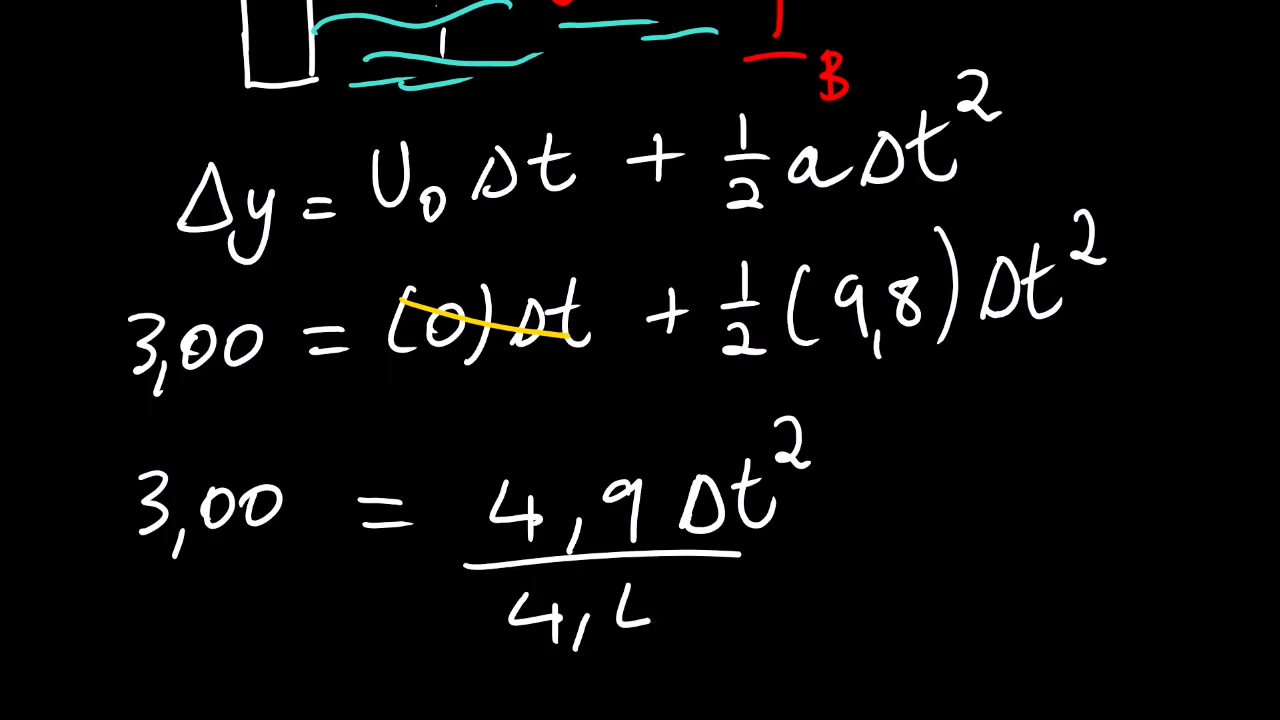 B
Δy = U₀ Δt + 1/2 a Δt²
3,00 = (0) Δt + 1/2 (9,8) Δt²
3,00 = 4,9 Δt²
4,